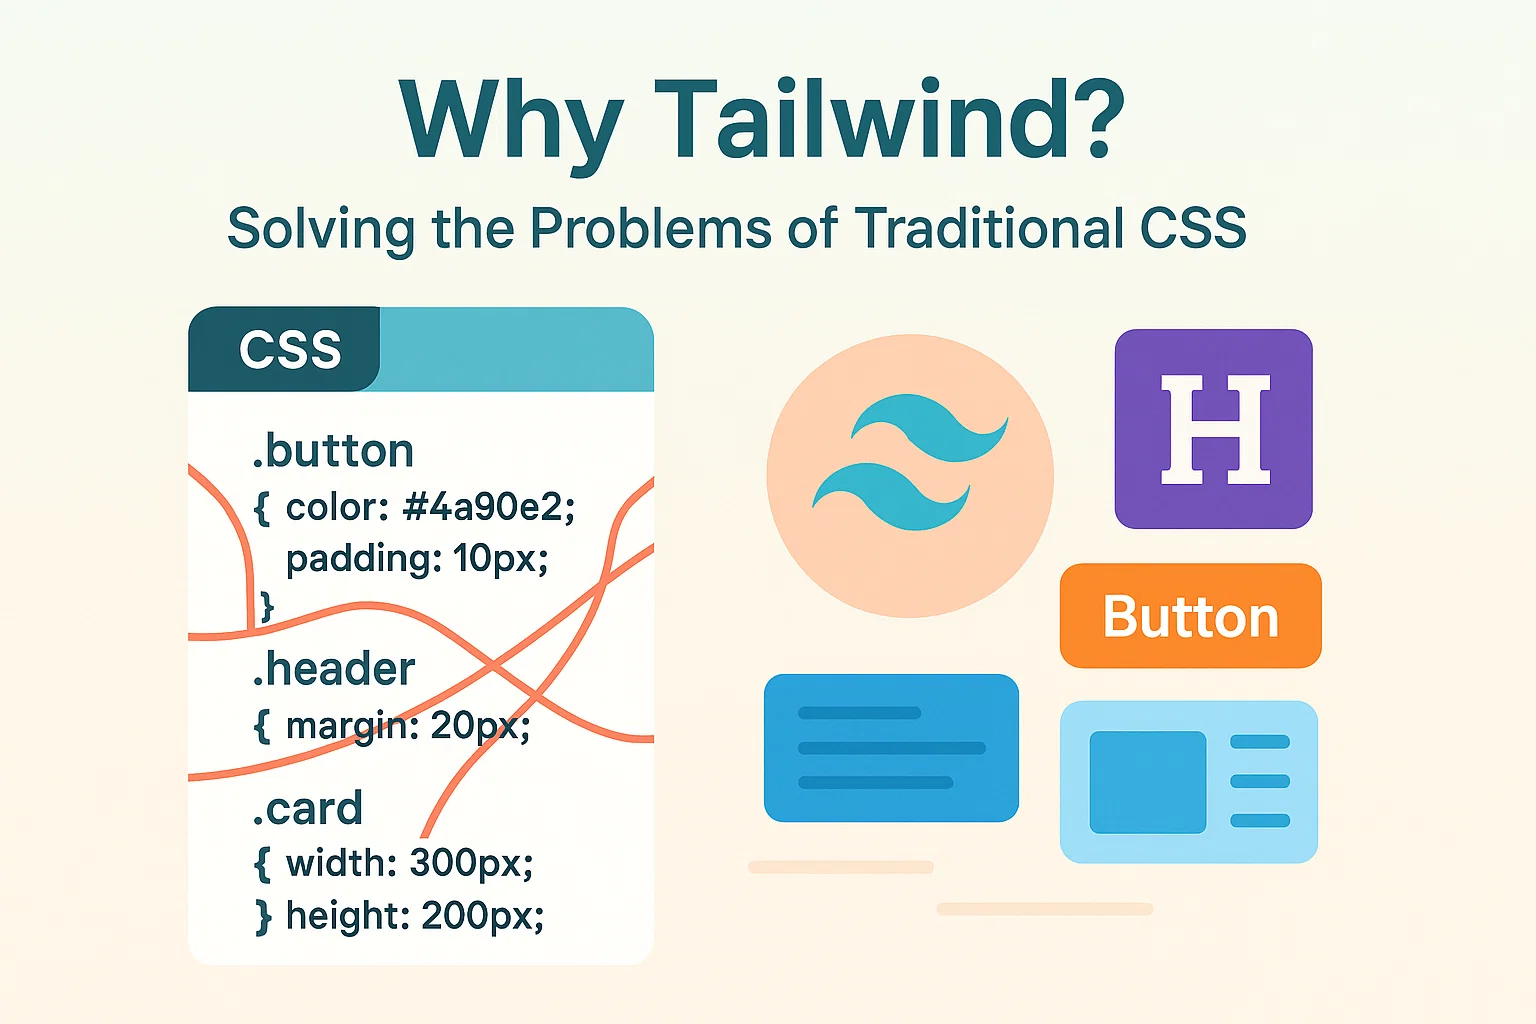 Why Tailwind?
Solving the Problems of Traditional CSS
CSS
.button
{ color: #4a90e2;
padding: 10px;
}
.header
{ margin: 20px;
.card
{ width: 300px;
} height: 200px;
H
Button